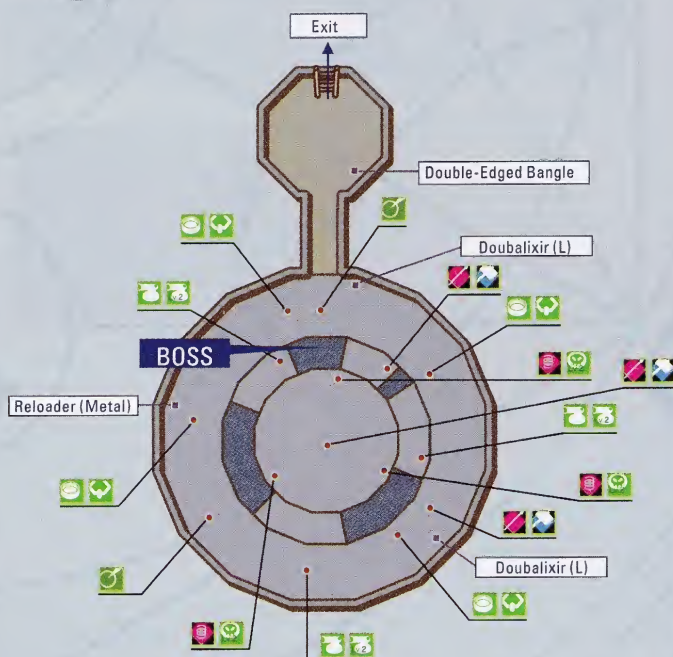 Exit
Double-Edged Bangle
Doubalixir (L)
BOSS
Reloader (Metal)
Doubalixir (L)